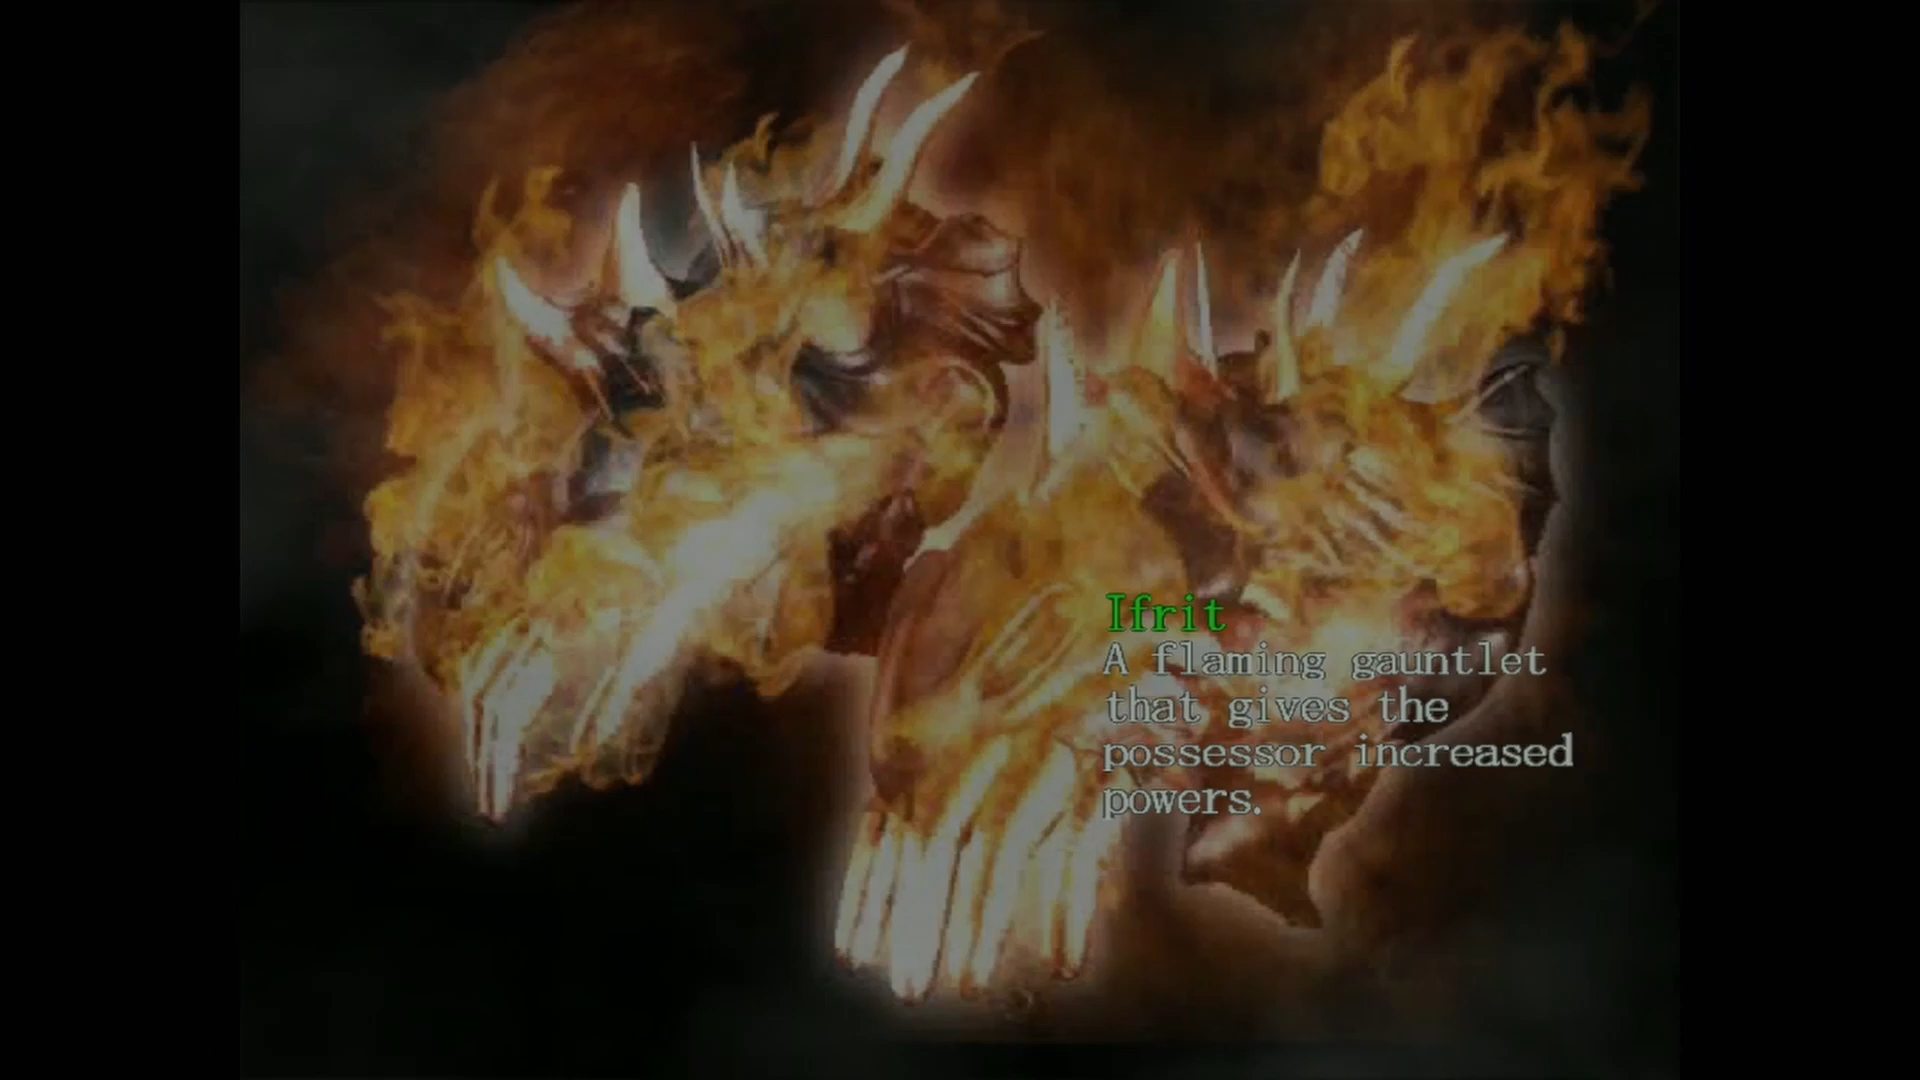 Ifrit
A flaming gauntlet
that gives the
possessor increased
powers.